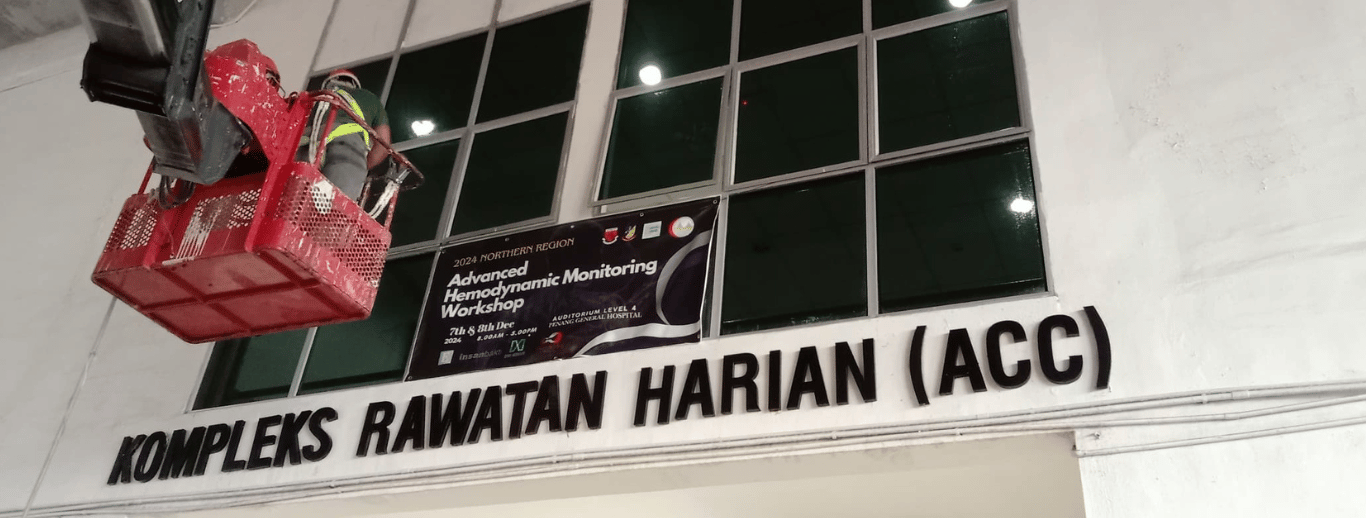 2024 NORTHERN REGION
Advanced
Hemodynamic Monitoring
Workshop
7th & 8th Dec
2024 8.00AM - 5.00PM
AUDITORIUM LEVEL 4
PENANG GENERAL HOSPITAL
insanbakti
KOMPLEKS RAWATAN HARIAN (ACC)